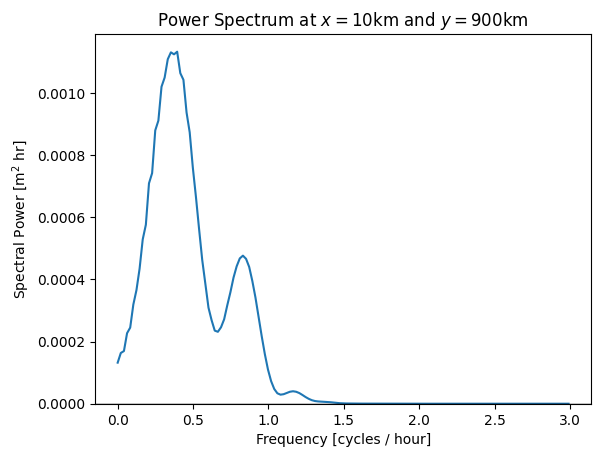 Power Spectrum at x = 10km and y = 900km
Spectral Power [m² hr]
0.0010
0.0008
0.0006
0.0004
0.0002
0.0000
0.0 0.5 1.0 1.5 2.0 2.5 3.0
Frequency [cycles / hour]